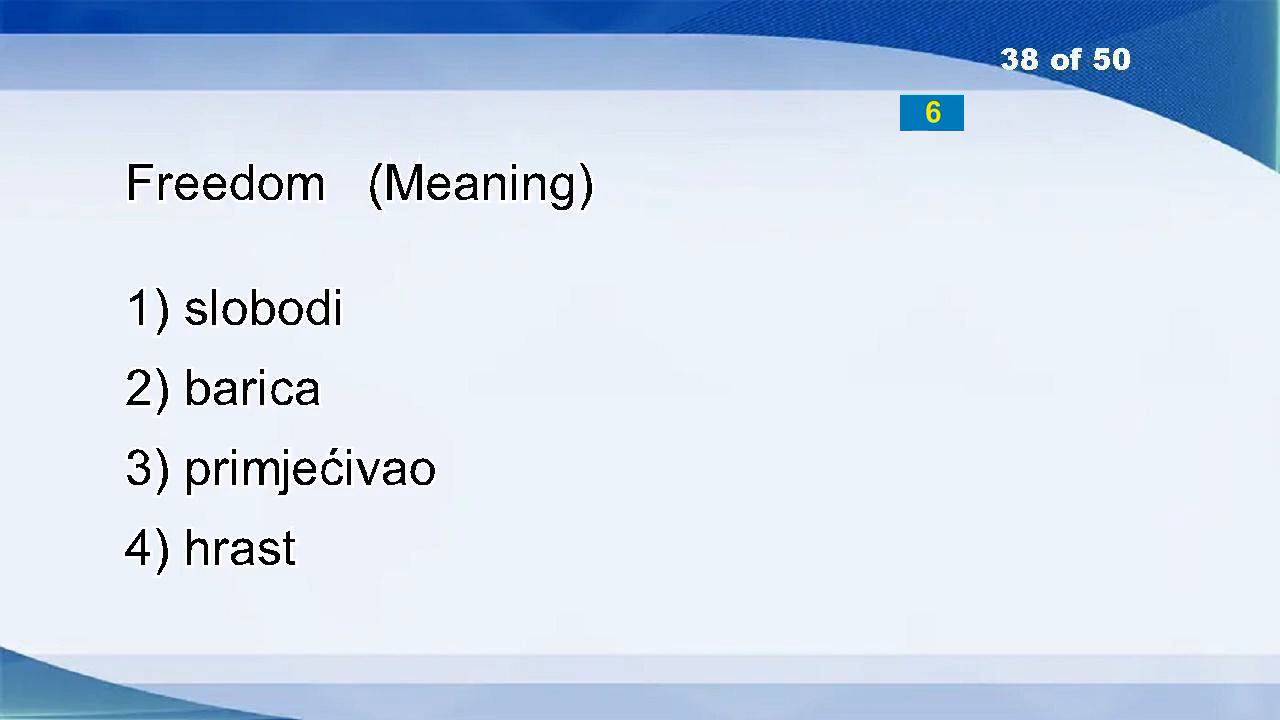 38 of 50
6
Freedom (Meaning)
1) slobodi
2) barica
3) primjećivao
4) hrast